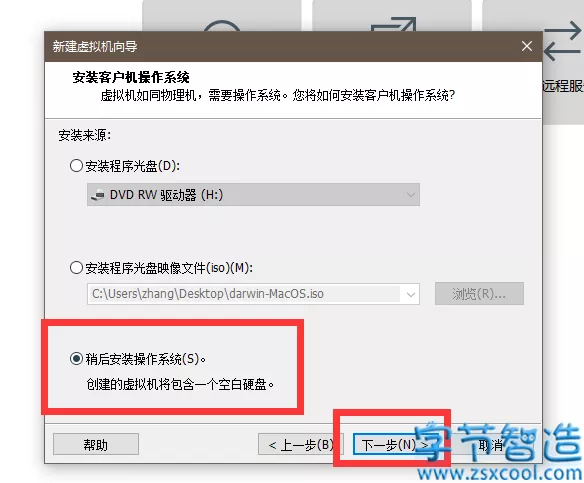 新建虚拟机向导
安装客户机操作系统
虚拟机如同物理机，需要操作系统。您将如何安装客户机操作系统?
远程服
安装来源:
安装程序光盘(D):
DVD RW 驱动器 (H:)
安装程序光盘映像文件(iso)(M):
C:\Users\zhang\Desktop\darwin-MacOS.iso
浏览(R)...
稍后安装操作系统(S)。
创建的虚拟机将包含一个空白硬盘。
帮助
< 上一步(B)
下一步(N) >
取消
字节智造
www.zsxcool.com